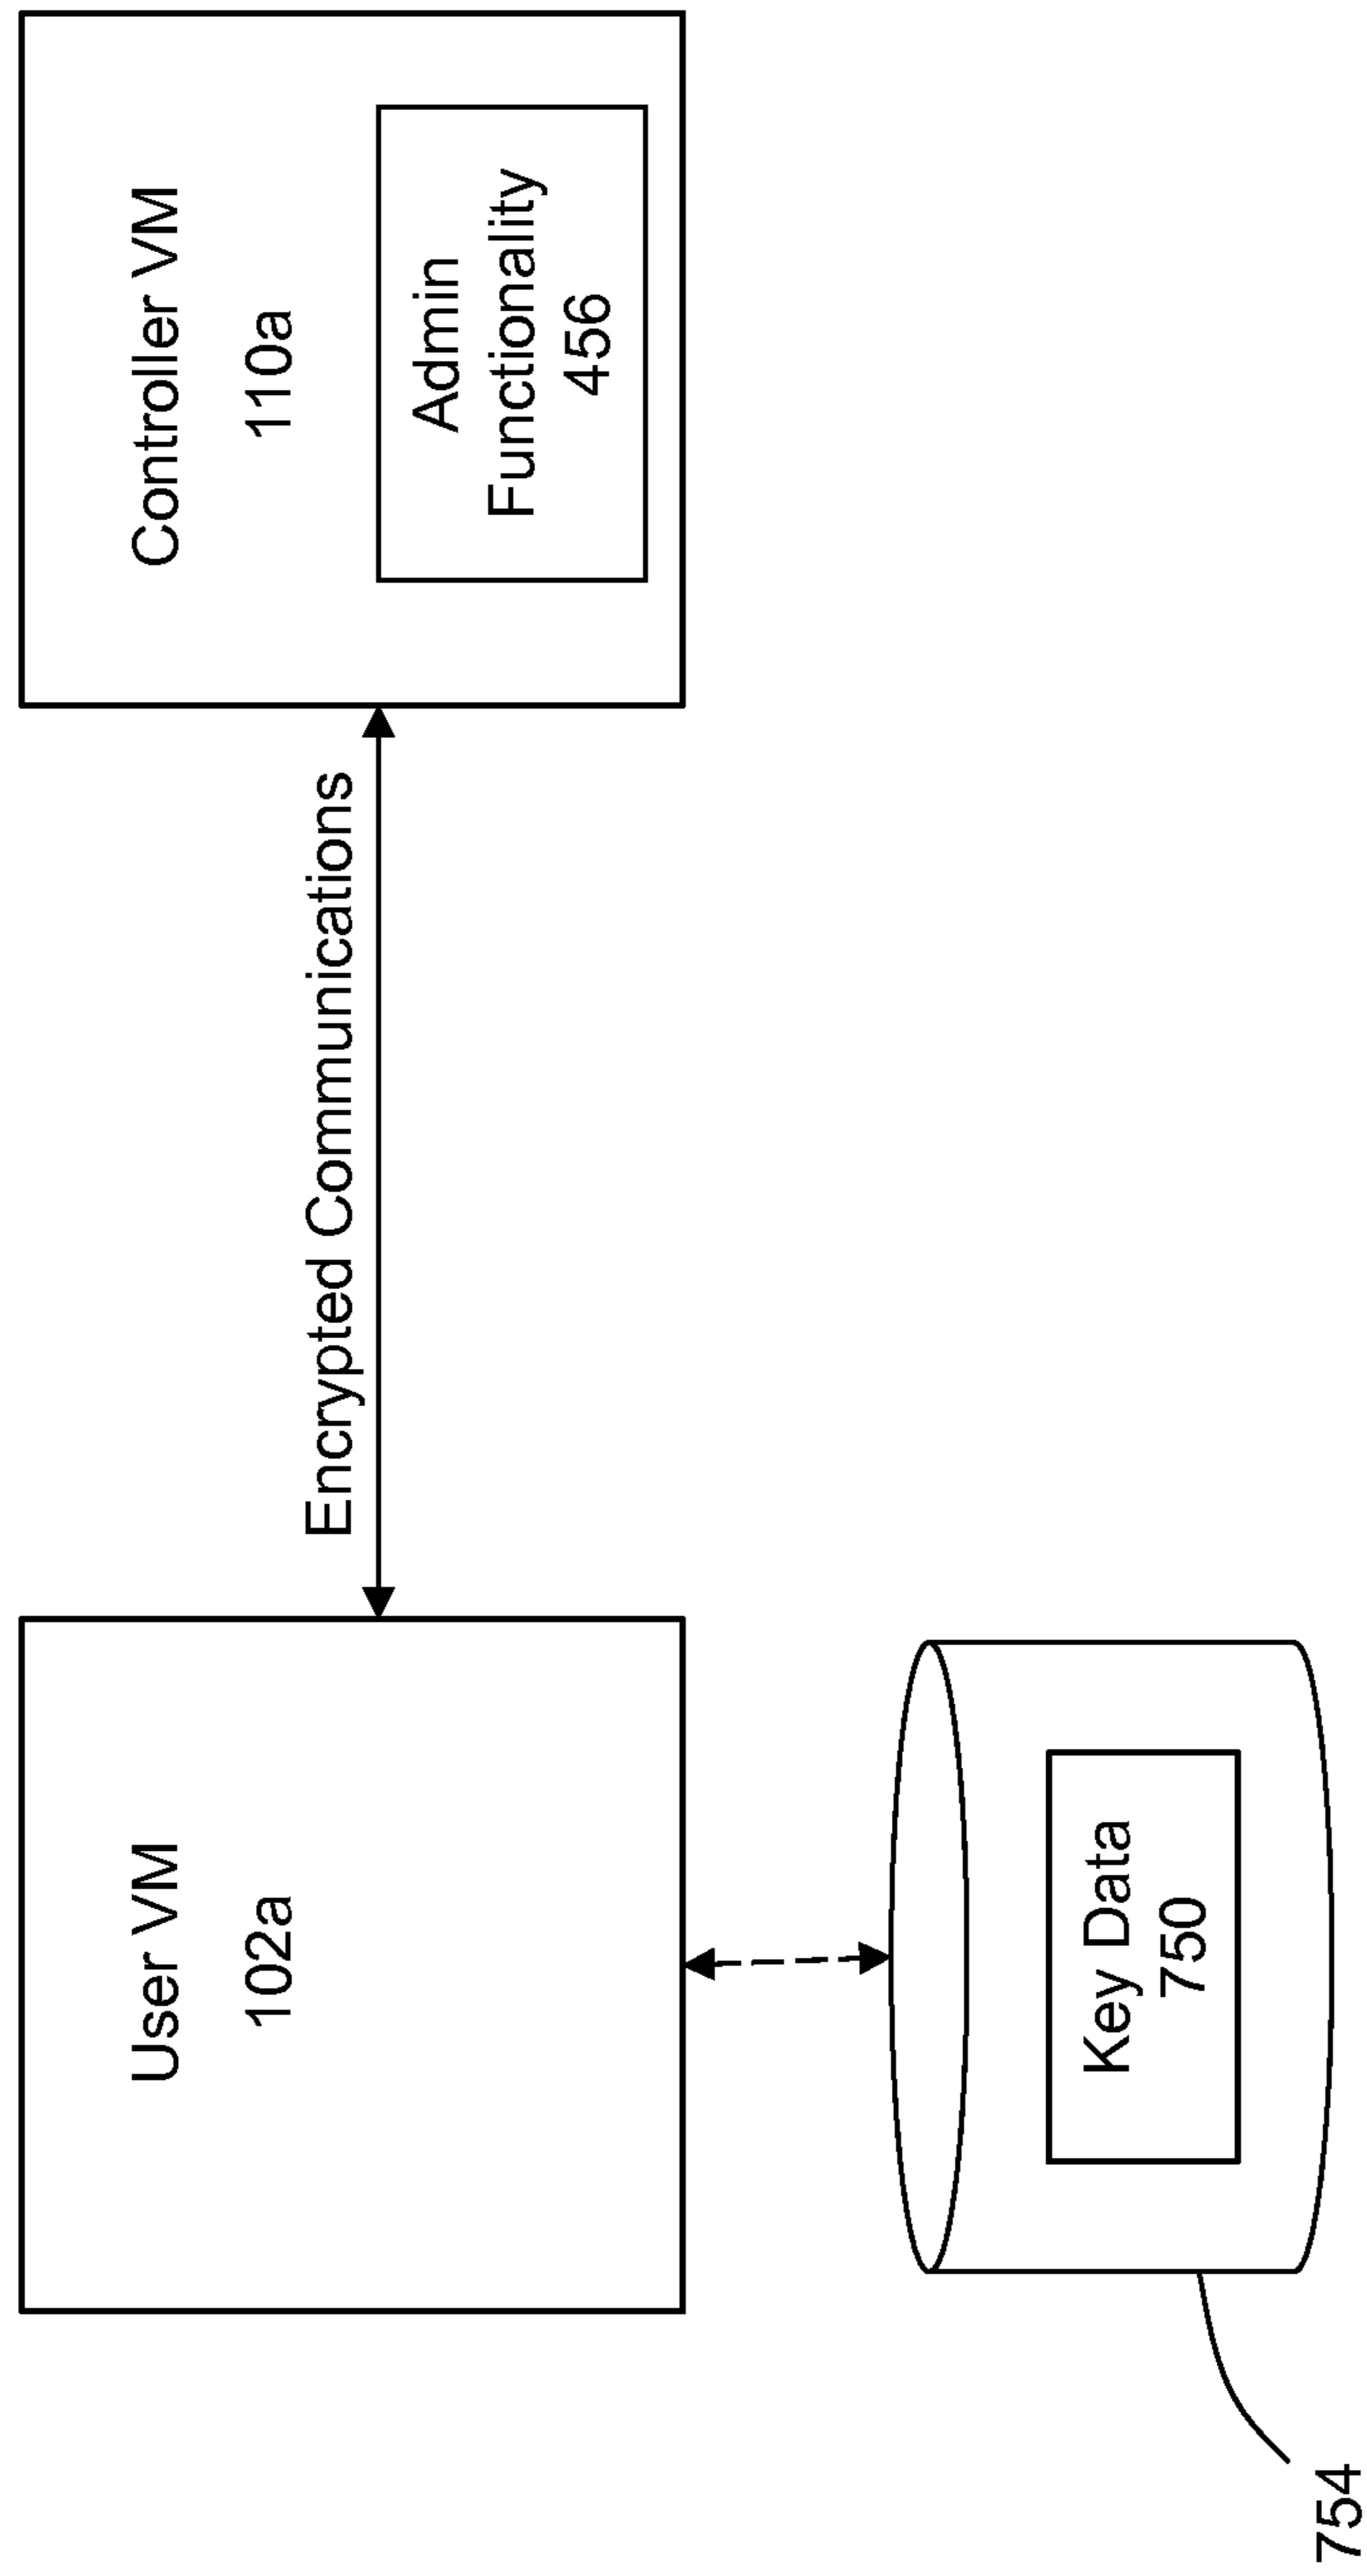 User VM
102a
Encrypted Communications
Controller VM
110a
Admin
Functionality
456
Key Data
750
754